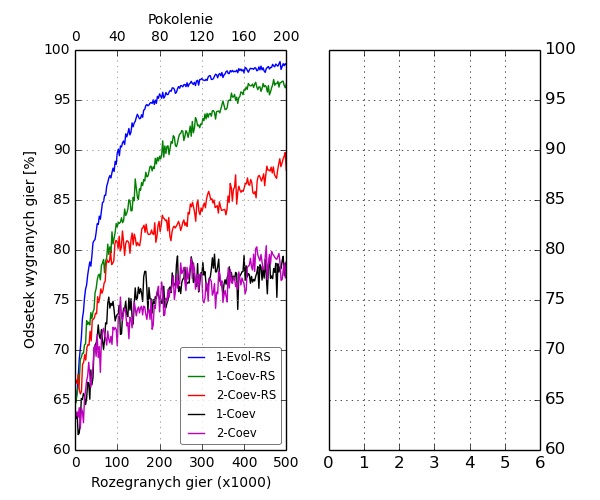 Pokolenie
0 40 80 120 160 200
100
95
90
85
80
75
70
65
60
Odsetek wygranych gier [%]
1-Evol-RS
1-Coev-RS
2-Coev-RS
1-Coev
2-Coev
0 100 200 300 400 500
Rozegranych gier (x1000)
100
95
90
85
80
75
70
65
60
0 1 2 3 4 5 6